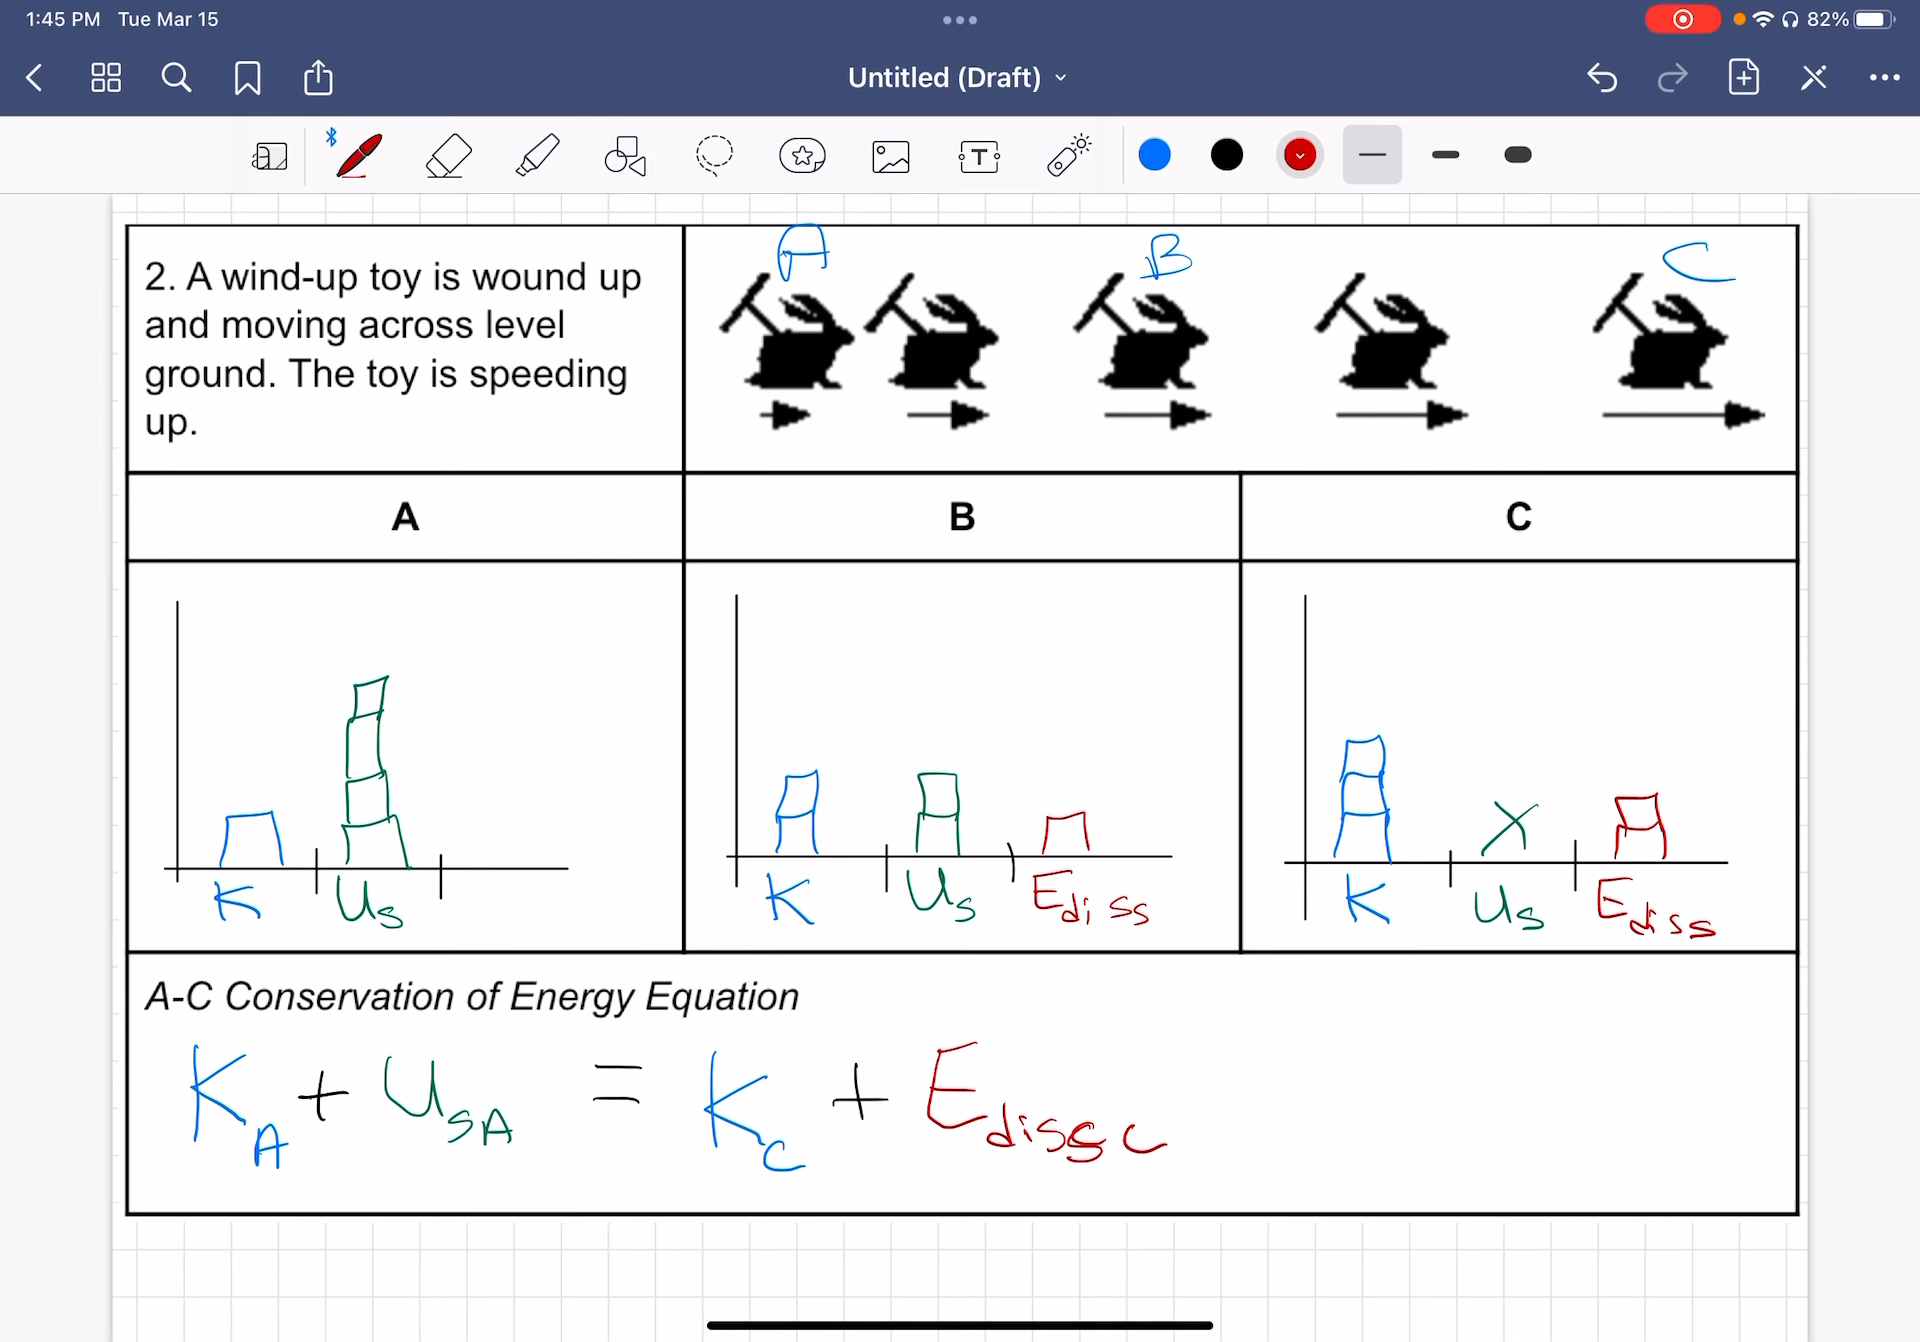 1:45 PM Tue Mar 15
82%
Untitled (Draft)
T
2. A wind-up toy is wound up
and moving across level
ground. The toy is speeding
up.
A B C
A B C
K Us
K Us Ediss
K Us Ediss
A-C Conservation of Energy Equation
KA + UsA = KC + Ediss C